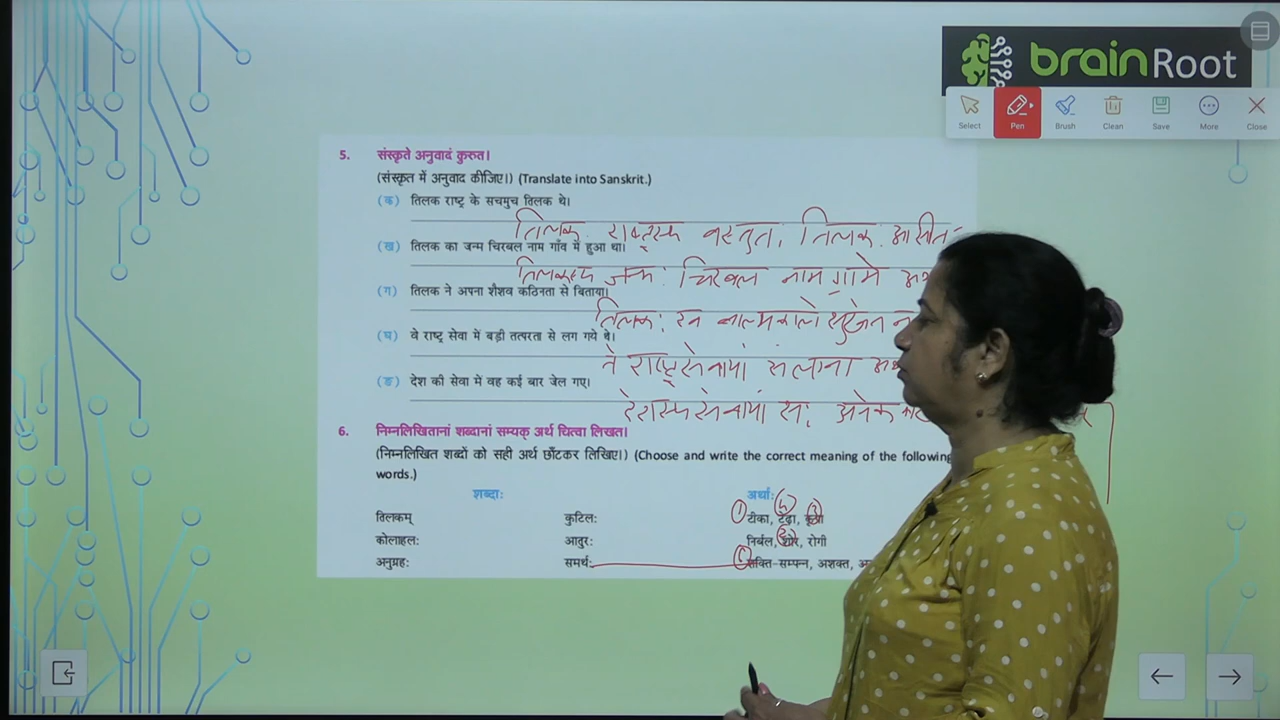 brainRoot
Select Pen Brush Clean Save More Close
5. संस्कृते अनुवादं कुरुत।
(संस्कृत में अनुवाद कीजिए।) (Translate into Sanskrit.)
(क) तिलक राष्ट्र के सचमुच तिलक थे।
तिलकः राष्ट्रस्य वस्तुतः तिलकः आसीत्
(ख) तिलक का जन्म चिरबल नाम गाँव में हुआ था।
तिलकस्य जन्मः चिरबल नाम ग्रामे
(ग) तिलक ने अपना शैशव कठिनता से बिताया।
तिलकः स्व बाल्यकालो
(घ) वे राष्ट्र सेवा में बड़ी तत्परता से लग गये थे।
ते राष्ट्रसेवायां संलग्ना
(ङ) देश की सेवा में वह कई बार जेल गए।
देशस्य सेवायां सः अनेक
6. निम्नलिखितानां शब्दानां सम्यक् अर्थ चित्वा लिखत।
(निम्नलिखित शब्दों को सही अर्थ छाँटकर लिखिए।) (Choose and write the correct meaning of the following
words.)
शब्दाः अर्थाः
तिलकम् कुटिलः टीका, टेढ़ा, कृपा
कोलाहलः आतुरः निर्बल, शोर, रोगी
अनुग्रहः समर्थः शक्ति-सम्पन्न, अशक्त,